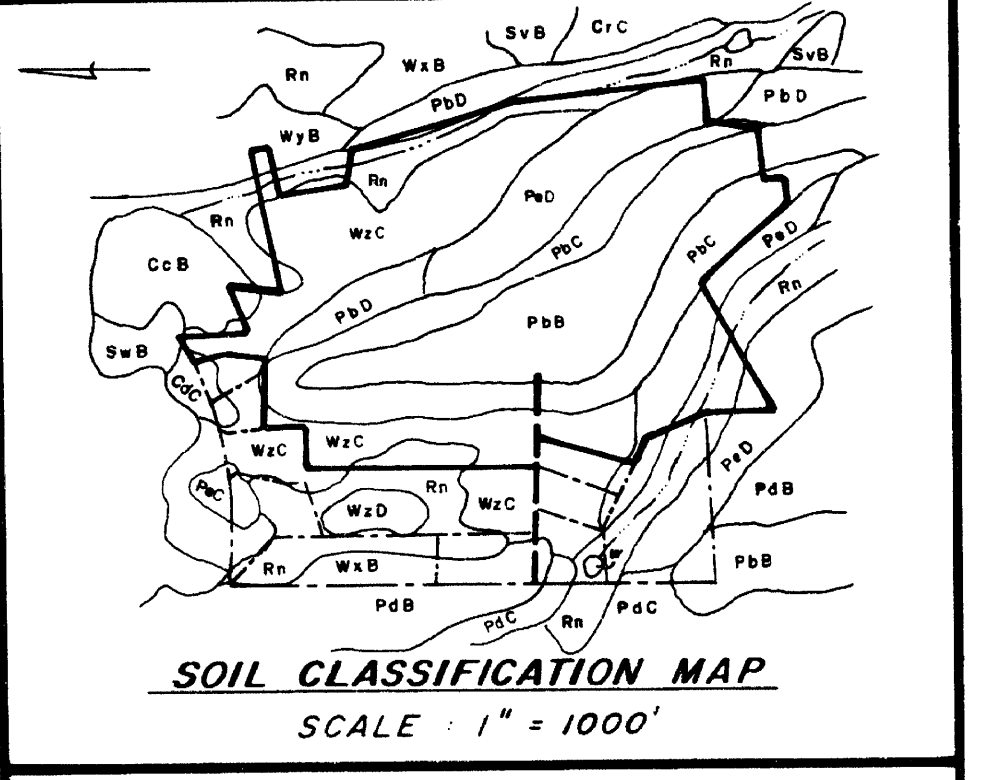 SvB
CrC
Rn
WxB
Rn
SvB
PbD
PbD
WyB
Rn
PeD
Rn
WzC
PbC
PbC
PeD
CcB
Rn
PbD
PbB
SwB
CdC
WzC
WzC
PeD
Rn
PeC
WzD
WzC
PdB
W
Rn
WxB
PbB
PdB
PdC
Rn
PdC
SOIL CLASSIFICATION MAP
SCALE : 1" = 1000'